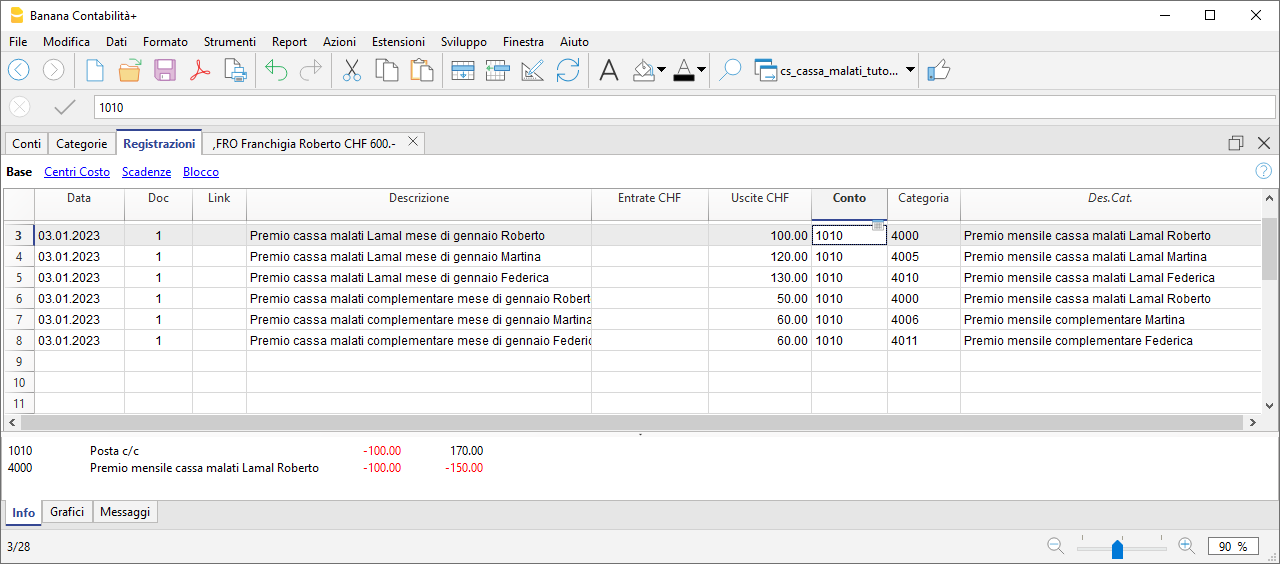 Banana Contabilità+
File Modifica Dati Formato Strumenti Report Azioni Estensioni Sviluppo Finestra Aiuto
cs_cassa_malati_tuto...
1010
Conti Categorie Registrazioni ,FRO Franchigia Roberto CHF 600.-
Base Centri Costo Scadenze Blocco
Data Doc Link Descrizione Entrate CHF Uscite CHF Conto Categoria Des.Cat.
3 03.01.2023 1 Premio cassa malati Lamal mese di gennaio Roberto 100.00 1010 4000 Premio mensile cassa malati Lamal Roberto
4 03.01.2023 1 Premio cassa malati Lamal mese di gennaio Martina 120.00 1010 4005 Premio mensile cassa malati Lamal Martina
5 03.01.2023 1 Premio cassa malati Lamal mese di gennaio Federica 130.00 1010 4010 Premio mensile cassa malati Lamal Federica
6 03.01.2023 1 Premio cassa malati complementare mese di gennaio Robert 50.00 1010 4000 Premio mensile cassa malati Lamal Roberto
7 03.01.2023 1 Premio cassa malati complementare mese di gennaio Martina 60.00 1010 4006 Premio mensile complementare Martina
8 03.01.2023 1 Premio cassa malati complementare mese di gennaio Federic 60.00 1010 4011 Premio mensile complementare Federica
9
10
11
1010 Posta c/c -100.00 170.00
4000 Premio mensile cassa malati Lamal Roberto -100.00 -150.00
Info Grafici Messaggi
3/28 90 %